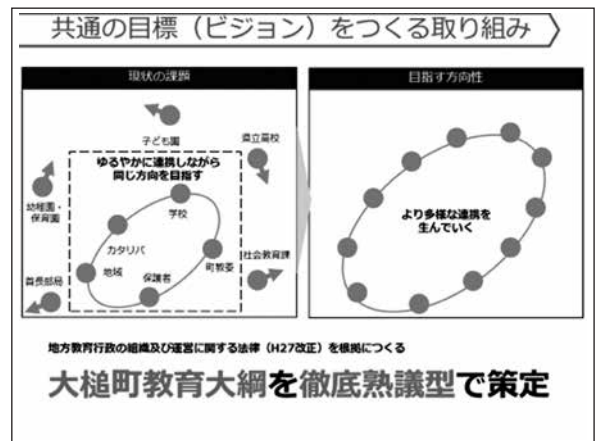 共通の目標（ビジョン）をつくる取り組み
現状の課題
子ども園
県立高校
ゆるやかに連携しながら
同じ方向を目指す
幼稚園・
保育園
学校
カタリバ
町教委
社会教育課
地域
保護者
首長部局
目指す方向性
より多様な連携を
生んでいく
地方教育行政の組織及び運営に関する法律（H27改正）を根拠につくる
大槌町教育大綱を徹底熟議型で策定